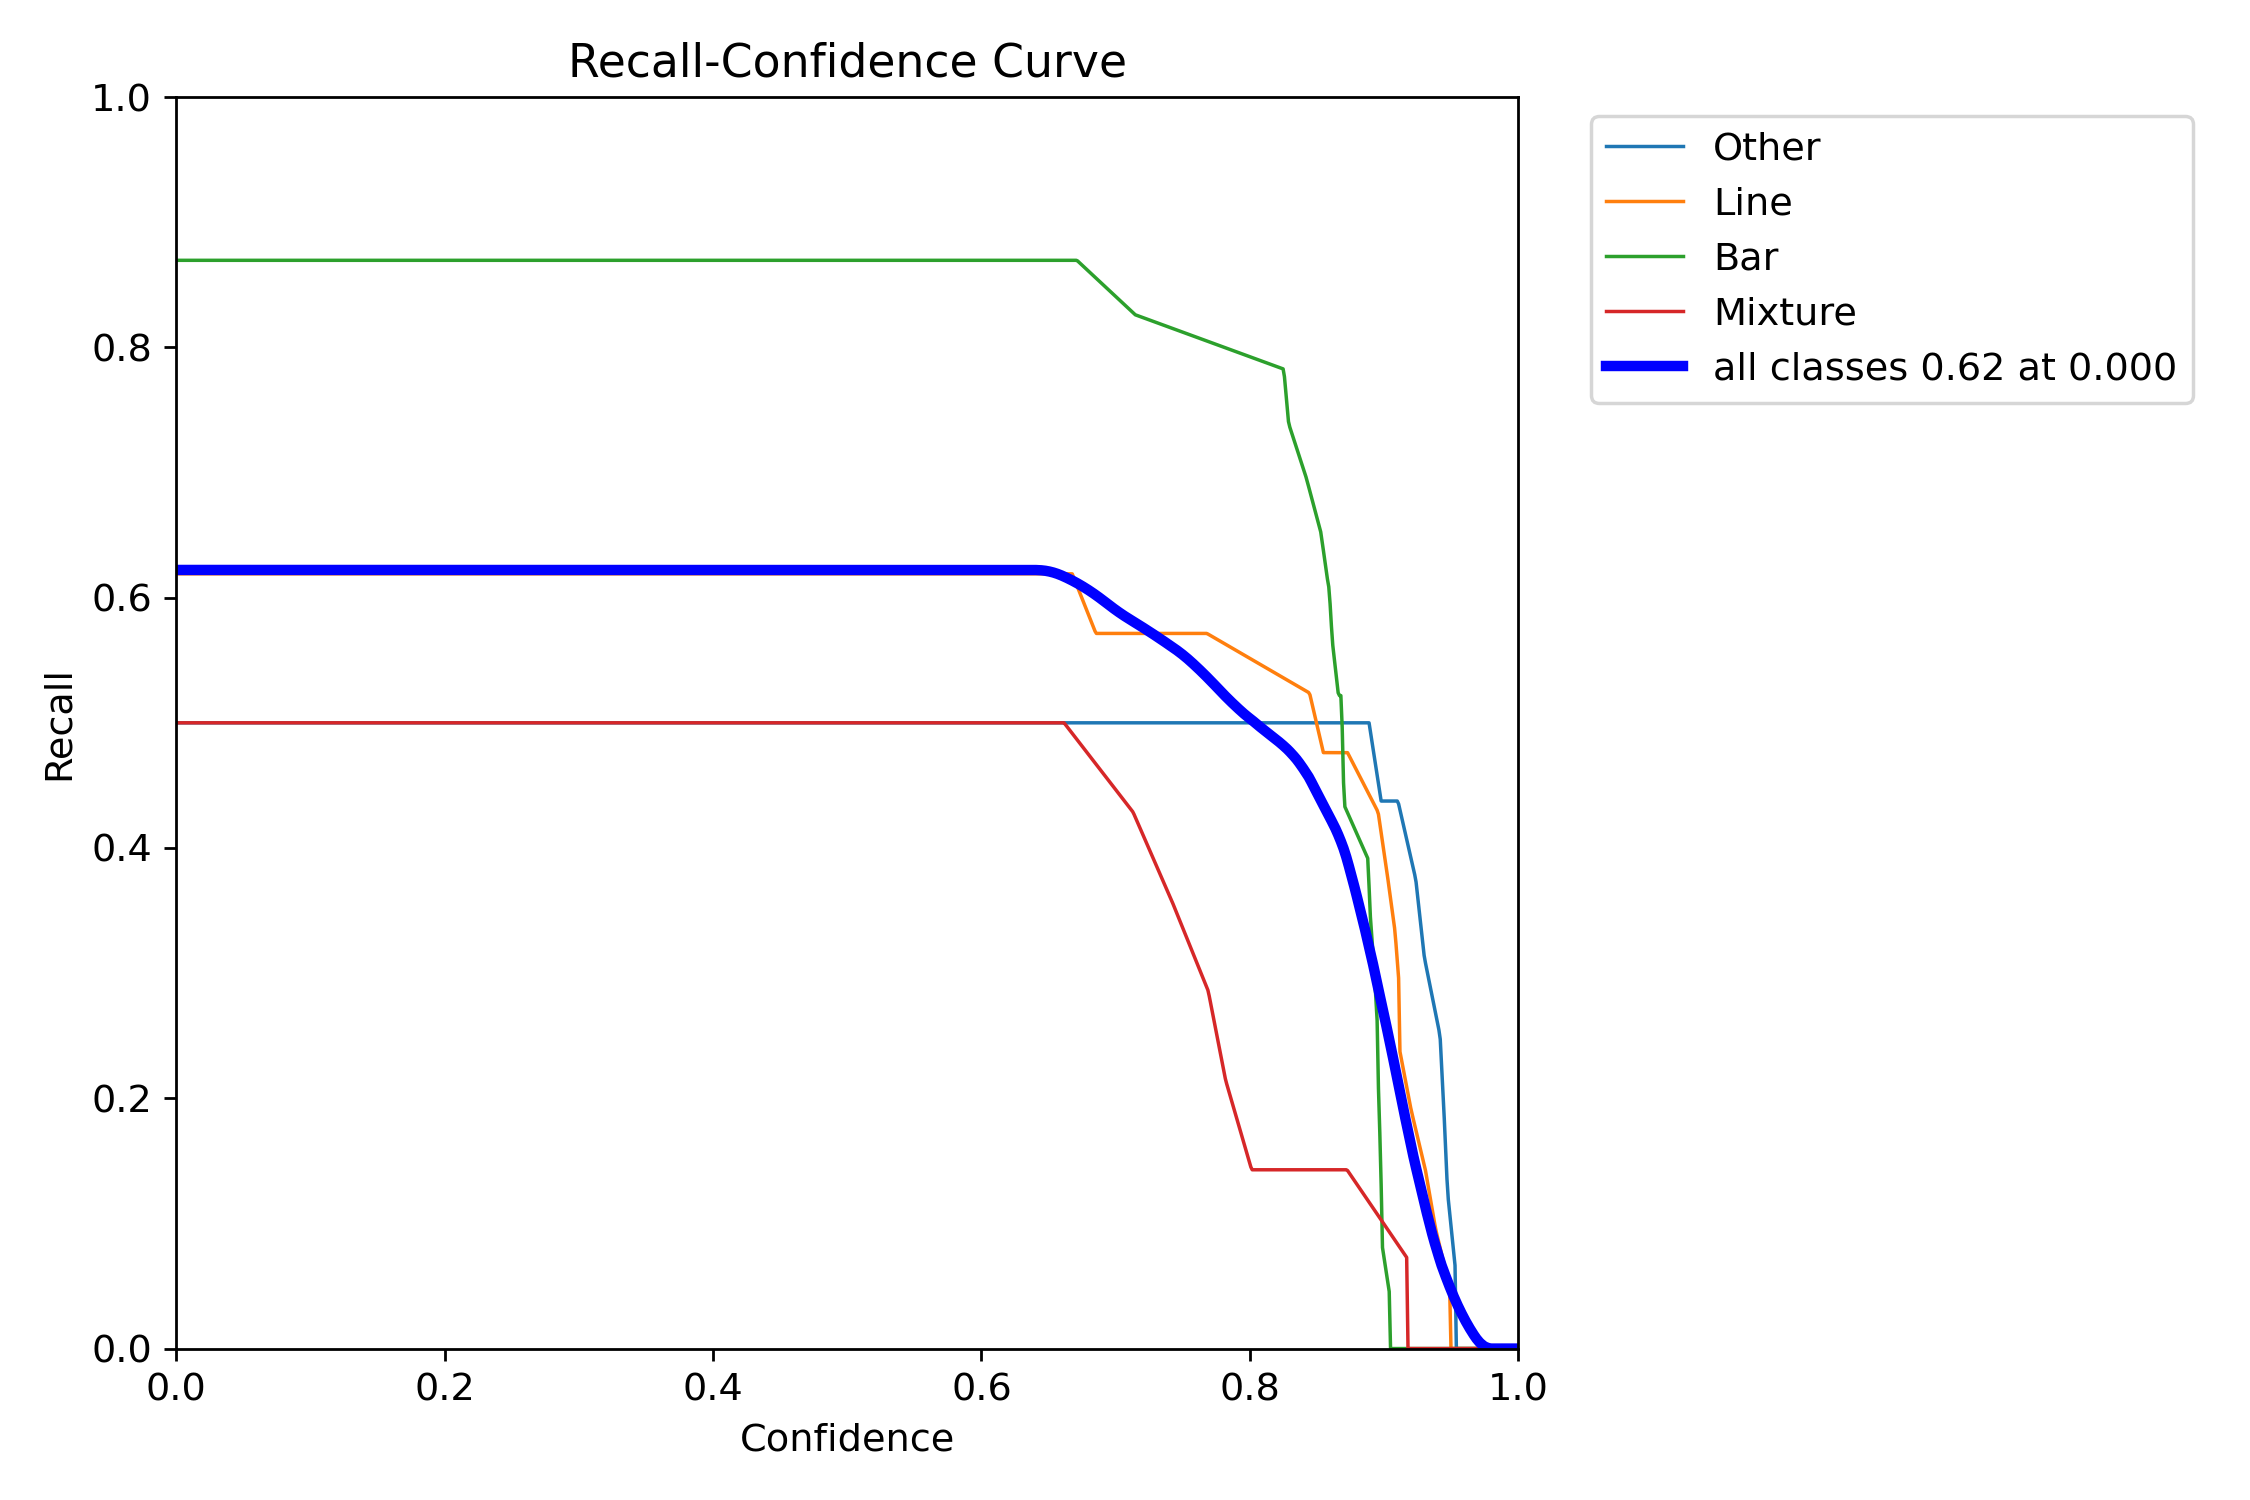 Recall-Confidence Curve
1.0
0.8
0.6
0.4
0.2
0.0
Recall
0.0 0.2 0.4 0.6 0.8 1.0
Confidence
Other
Line
Bar
Mixture
all classes 0.62 at 0.000